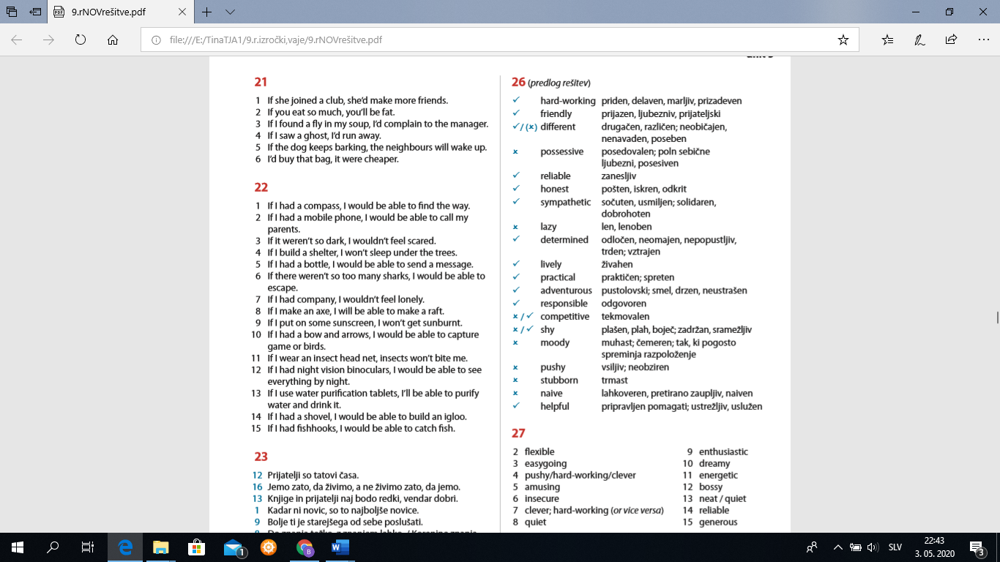 9.rNOVrešitve.pdf
file:///E:/TinaTJA1/9.r.izročki,vaje/9.rNOVrešitve.pdf
21
1 If she joined a club, she'd make more friends.
2 If you eat so much, you'll be fat.
3 If I found a fly in my soup, I'd complain to the manager.
4 If I saw a ghost, I'd run away.
5 If the dog keeps barking, the neighbours will wake up.
6 I'd buy that bag, it were cheaper.
22
1 If I had a compass, I would be able to find the way.
2 If I had a mobile phone, I would be able to call my
parents.
3 If it weren't so dark, I wouldn't feel scared.
4 If I build a shelter, I won't sleep under the trees.
5 If I had a bottle, I would be able to send a message.
6 If there weren't so too many sharks, I would be able to
escape.
7 If I had company, I wouldn't feel lonely.
8 If I make an axe, I will be able to make a raft.
9 If I put on some sunscreen, I won't get sunburnt.
10 If I had a bow and arrows, I would be able to capture
game or birds.
11 If I wear an insect head net, insects won't bite me.
12 If I had night vision binoculars, I would be able to see
everything by night.
13 If I use water purification tablets, I'll be able to purify
water and drink it.
14 If I had a shovel, I would be able to build an igloo.
15 If I had fishhooks, I would be able to catch fish.
23
12 Prijatelji so tatovi časa.
16 Jemo zato, da živimo, a ne živimo zato, da jemo.
13 Knjige in prijatelji naj bodo redki, vendar dobri.
1 Kadar ni novic, so to najboljše novice.
9 Bolje ti je starejšega od sebe poslušati.
26 (predlog rešitev)
✓ hard-working priden, delaven, marljiv, prizadeven
✓ friendly prijazen, ljubezniv, prijateljski
✓/(×) different drugačen, različen; neobičajen,
nenavaden, poseben
× possessive posedovalen; poln sebične
ljubezni, posesiven
✓ reliable zanesljiv
✓ honest pošten, iskren, odkrit
✓ sympathetic sočuten, usmiljen; solidaren,
dobrohoten
× lazy len, lenoben
✓ determined odločen, neomajen, nepopustljiv,
trden; vztrajen
✓ lively živahen
✓ practical praktičen; spreten
✓ adventurous pustolovski; smel, drzen, neustrašen
✓ responsible odgovoren
×/✓ competitive tekmovalen
×/✓ shy plašen, plah, boječ; zadržan, sramežljiv
× moody muhast; čemeren; tak, ki pogosto
spreminja razpoloženje
× pushy vsiljiv; neobziren
× stubborn trmast
× naive lahkoveren, pretirano zaupljiv, naiven
✓ helpful pripravljen pomagati; ustrežljiv, uslužen
27
2 flexible
3 easygoing
4 pushy/hard-working/clever
5 amusing
6 insecure
7 clever; hard-working (or vice versa)
8 quiet
9 enthusiastic
10 dreamy
11 energetic
12 bossy
13 neat / quiet
14 reliable
15 generous
SLV
22:43
3. 05. 2020